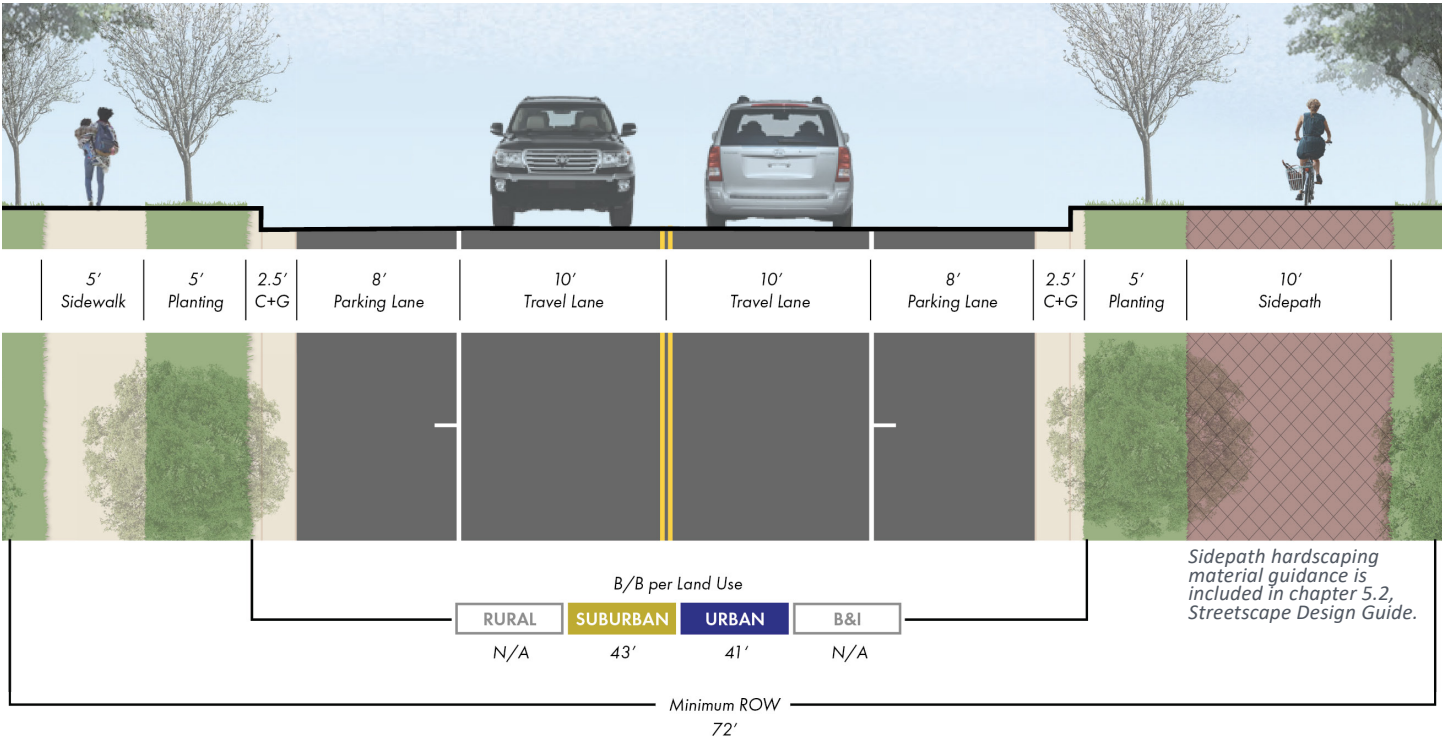 5’ 5’ 2.5’ 8’ 10’ 10’ 8’ 2.5’ 5’ 10’
Sidewalk Planting C+G Parking Lane Travel Lane Travel Lane Parking Lane C+G Planting Sidepath
Sidepath hardscaping
material guidance is
included in chapter 5.2,
Streetscape Design Guide.
B/B per Land Use
RURAL SUBURBAN URBAN B&I
N/A 43’ 41’ N/A
Minimum ROW
72’